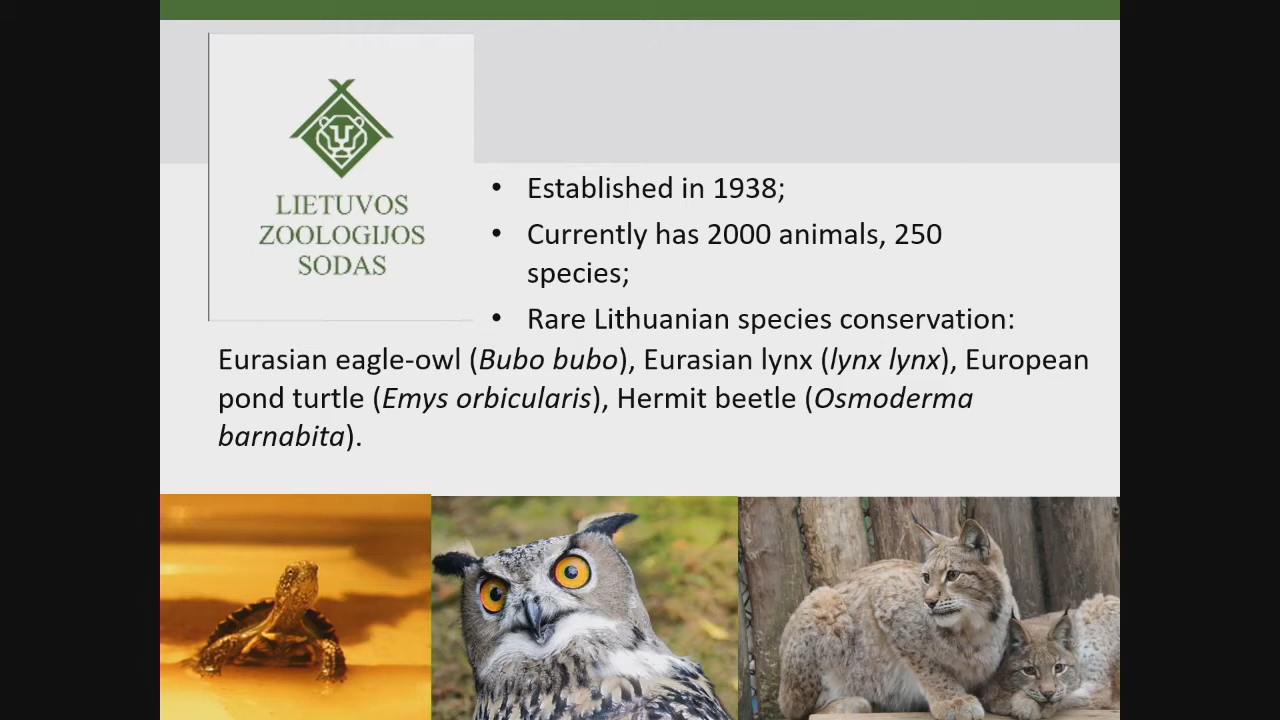 LIETUVOS
ZOOLOGIJOS
SODAS
• Established in 1938;
• Currently has 2000 animals, 250
species;
• Rare Lithuanian species conservation:
Eurasian eagle-owl (Bubo bubo), Eurasian lynx (lynx lynx), European
pond turtle (Emys orbicularis), Hermit beetle (Osmoderma
barnabita).